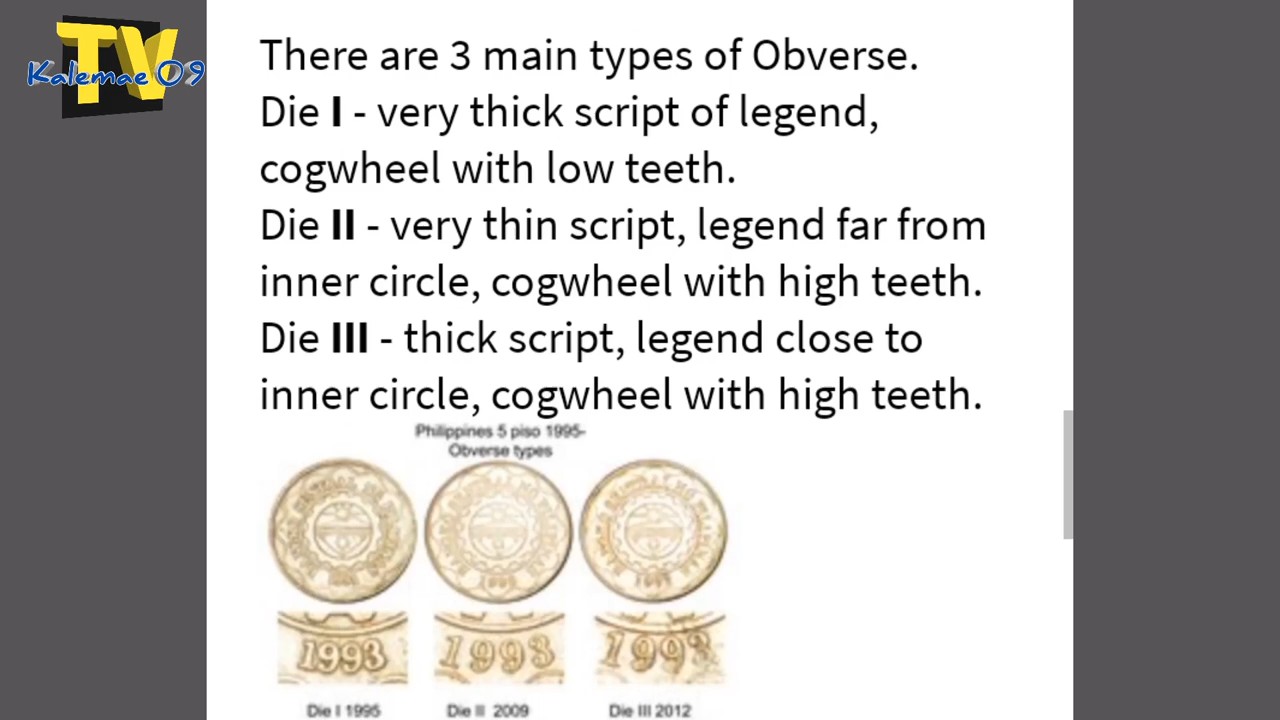 TV
Kalemae 09
There are 3 main types of Obverse.
Die I - very thick script of legend,
cogwheel with low teeth.
Die II - very thin script, legend far from
inner circle, cogwheel with high teeth.
Die III - thick script, legend close to
inner circle, cogwheel with high teeth.
Philippines 5 piso 1995-
Obverse types
1993 1993 1993
Die I 1995 Die II 2009 Die III 2012